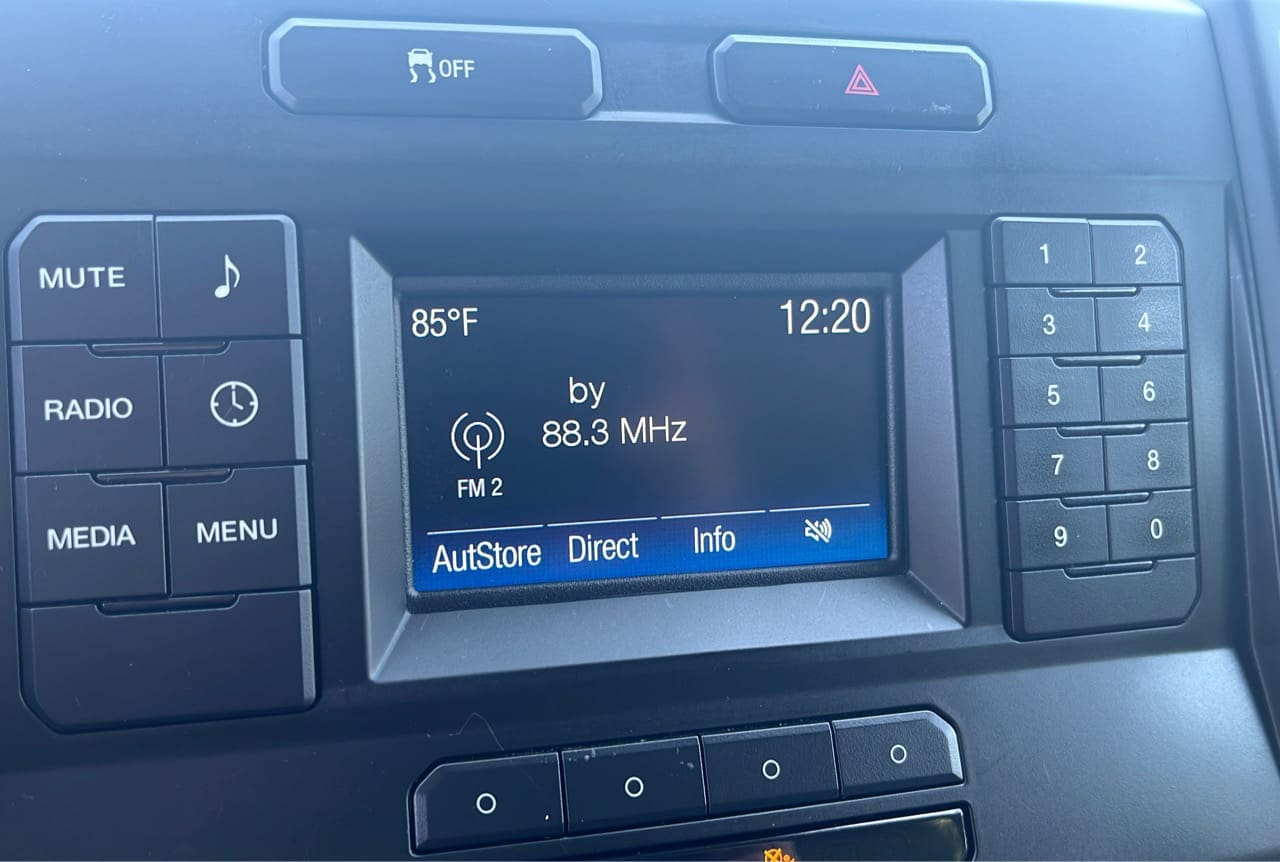 OFF
MUTE
RADIO
MEDIA
MENU
85°F
12:20
by
88.3 MHz
FM 2
AutStore Direct Info
1 2
3 4
5 6
7 8
9 0